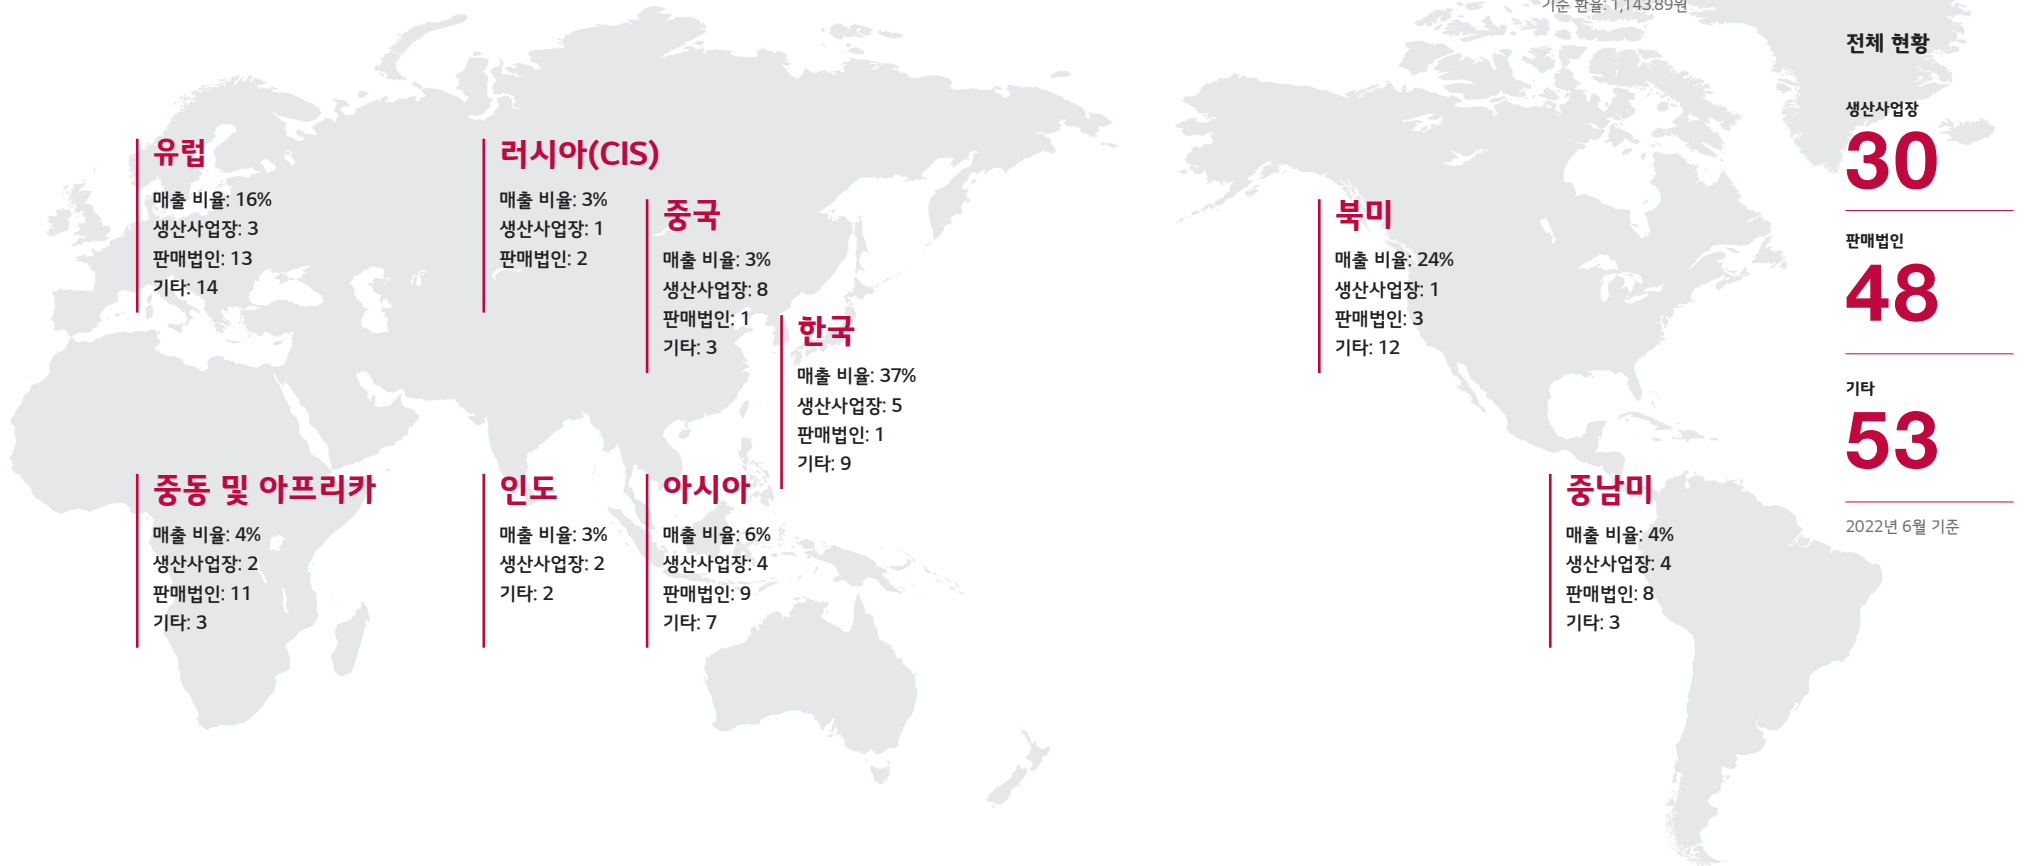 기준 환율: 1,143.89원
유럽
매출 비율: 16%
생산사업장: 3
판매법인: 13
기타: 14
러시아(CIS)
매출 비율: 3%
생산사업장: 1
판매법인: 2
중국
매출 비율: 3%
생산사업장: 8
판매법인: 1
기타: 3
한국
매출 비율: 37%
생산사업장: 5
판매법인: 1
기타: 9
중동 및 아프리카
매출 비율: 4%
생산사업장: 2
판매법인: 11
기타: 3
인도
매출 비율: 3%
생산사업장: 2
기타: 2
아시아
매출 비율: 6%
생산사업장: 4
판매법인: 9
기타: 7
북미
매출 비율: 24%
생산사업장: 1
판매법인: 3
기타: 12
중남미
매출 비율: 4%
생산사업장: 4
판매법인: 8
기타: 3
전체 현황
생산사업장
30
판매법인
48
기타
53
2022년 6월 기준